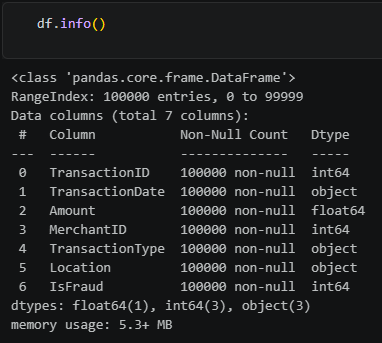 df.info()
<class 'pandas.core.frame.DataFrame'>
RangeIndex: 100000 entries, 0 to 99999
Data columns (total 7 columns):
 #   Column           Non-Null Count   Dtype
---  ------           --------------   -----
 0   TransactionID    100000 non-null  int64
 1   TransactionDate  100000 non-null  object
 2   Amount           100000 non-null  float64
 3   MerchantID       100000 non-null  int64
 4   TransactionType  100000 non-null  object
 5   Location         100000 non-null  object
 6   IsFraud          100000 non-null  int64
dtypes: float64(1), int64(3), object(3)
memory usage: 5.3+ MB